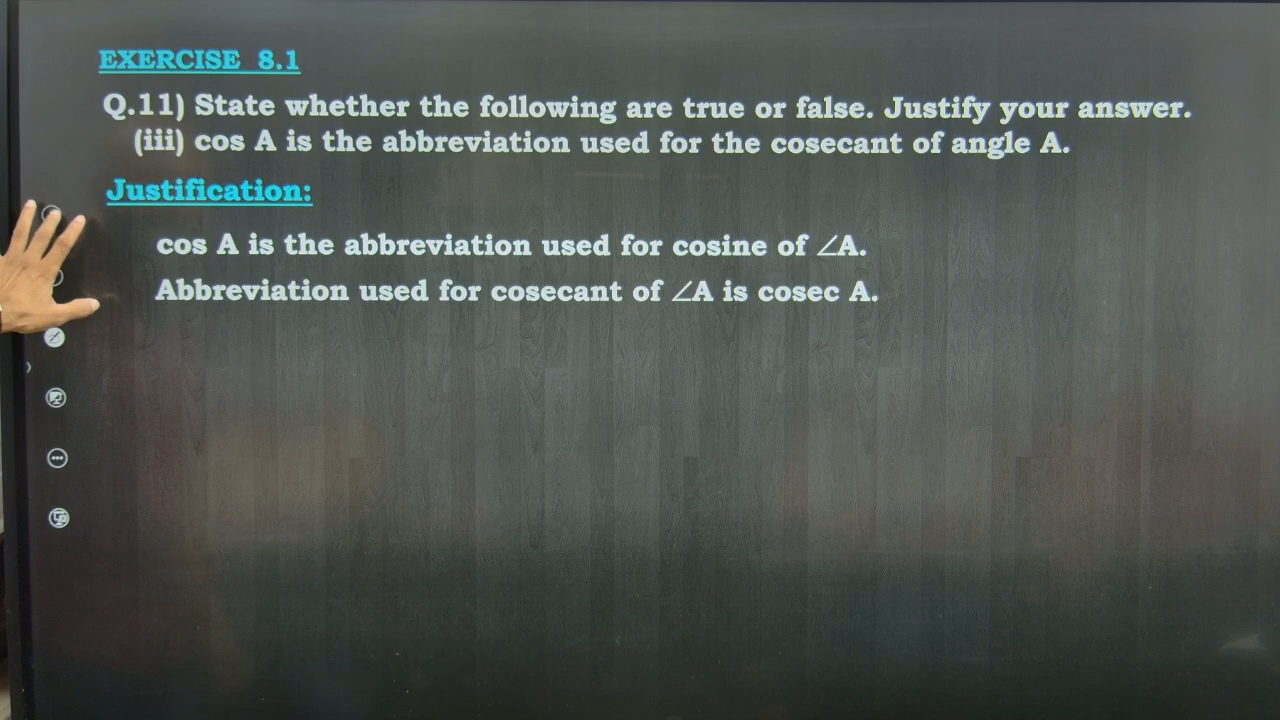 EXERCISE 8.1
Q.11) State whether the following are true or false. Justify your answer.
(iii) cos A is the abbreviation used for the cosecant of angle A.
Justification:
cos A is the abbreviation used for cosine of ∠A.
Abbreviation used for cosecant of ∠A is cosec A.